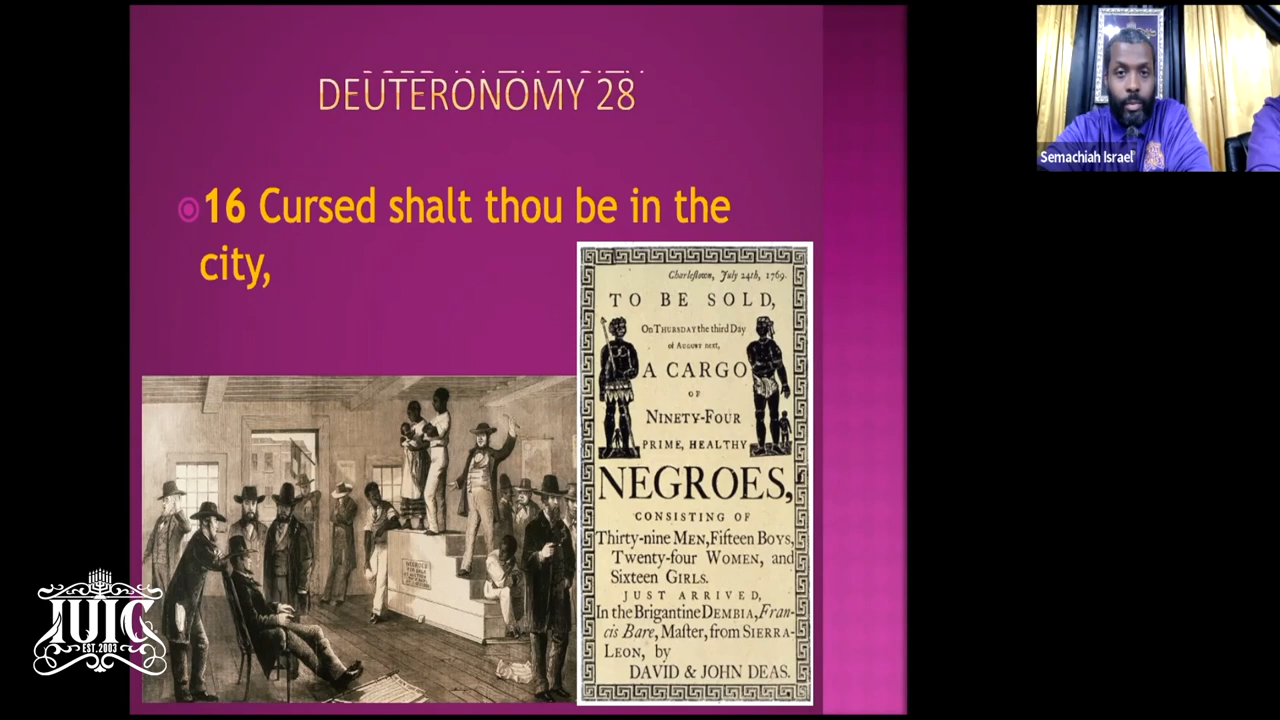 DEUTERONOMY 28
16 Cursed shalt thou be in the
city,
Charlestown, July 24th, 1769.
TO BE SOLD,
On THURSDAY the third Day
of AUGUST next,
A CARGO
OF
NINETY-FOUR
PRIME, HEALTHY
NEGROES,
CONSISTING OF
Thirty-nine MEN, Fifteen BOYS,
Twenty-four WOMEN, and
Sixteen GIRLS.
JUST ARRIVED,
In the Brigantine DEMBIA, Fran-
cis Bare, Master, from SIERRA-
LEON, by
DAVID & JOHN DEAS.
Semachiah Israel
IUIC
EST. 2003